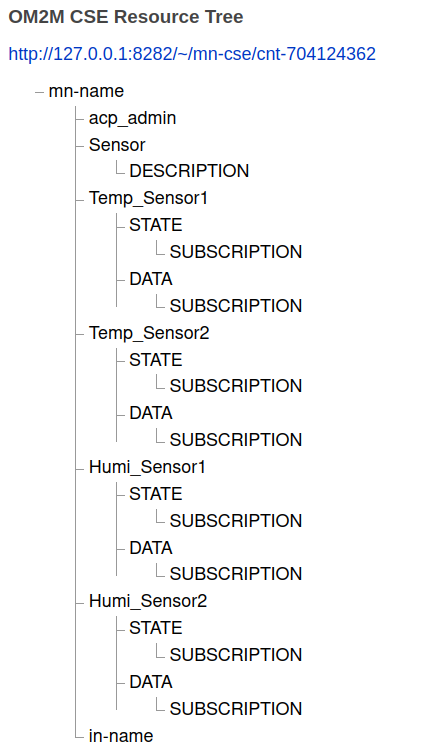 OM2M CSE Resource Tree
http://127.0.0.1:8282/~/mn-cse/cnt-704124362
mn-name
acp_admin
Sensor
DESCRIPTION
Temp_Sensor1
STATE
SUBSCRIPTION
DATA
SUBSCRIPTION
Temp_Sensor2
STATE
SUBSCRIPTION
DATA
SUBSCRIPTION
Humi_Sensor1
STATE
SUBSCRIPTION
DATA
SUBSCRIPTION
Humi_Sensor2
STATE
SUBSCRIPTION
DATA
SUBSCRIPTION
in-name